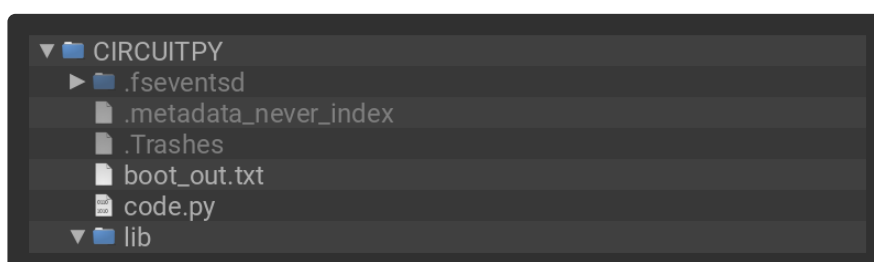 CIRCUITPY
.fseventsd
.metadata_never_index
.Trashes
boot_out.txt
code.py
lib